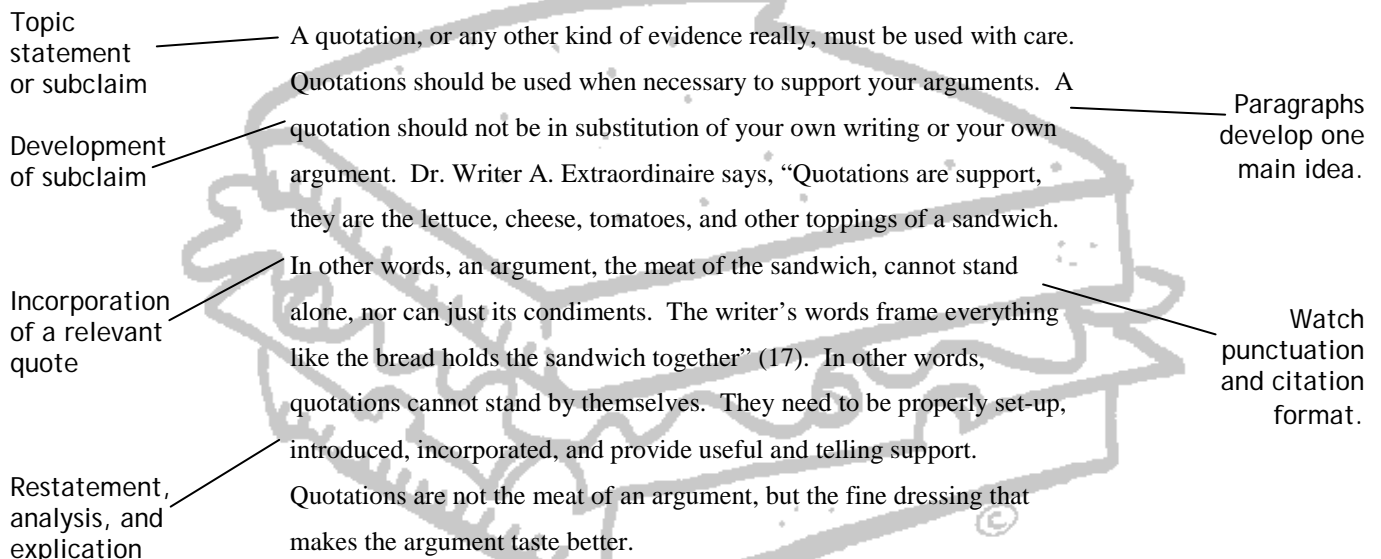 Topic
statement
or subclaim
Development
of subclaim
Incorporation
of a relevant
quote
Restatement,
analysis, and
explication
A quotation, or any other kind of evidence really, must be used with care.
Quotations should be used when necessary to support your arguments.  A
quotation should not be in substitution of your own writing or your own
argument.  Dr. Writer A. Extraordinaire says, “Quotations are support,
they are the lettuce, cheese, tomatoes, and other toppings of a sandwich.
In other words, an argument, the meat of the sandwich, cannot stand
alone, nor can just its condiments.  The writer’s words frame everything
like the bread holds the sandwich together” (17).  In other words,
quotations cannot stand by themselves.  They need to be properly set-up,
introduced, incorporated, and provide useful and telling support.
Quotations are not the meat of an argument, but the fine dressing that
makes the argument taste better.
Paragraphs
develop one
main idea.
Watch
punctuation
and citation
format.
©